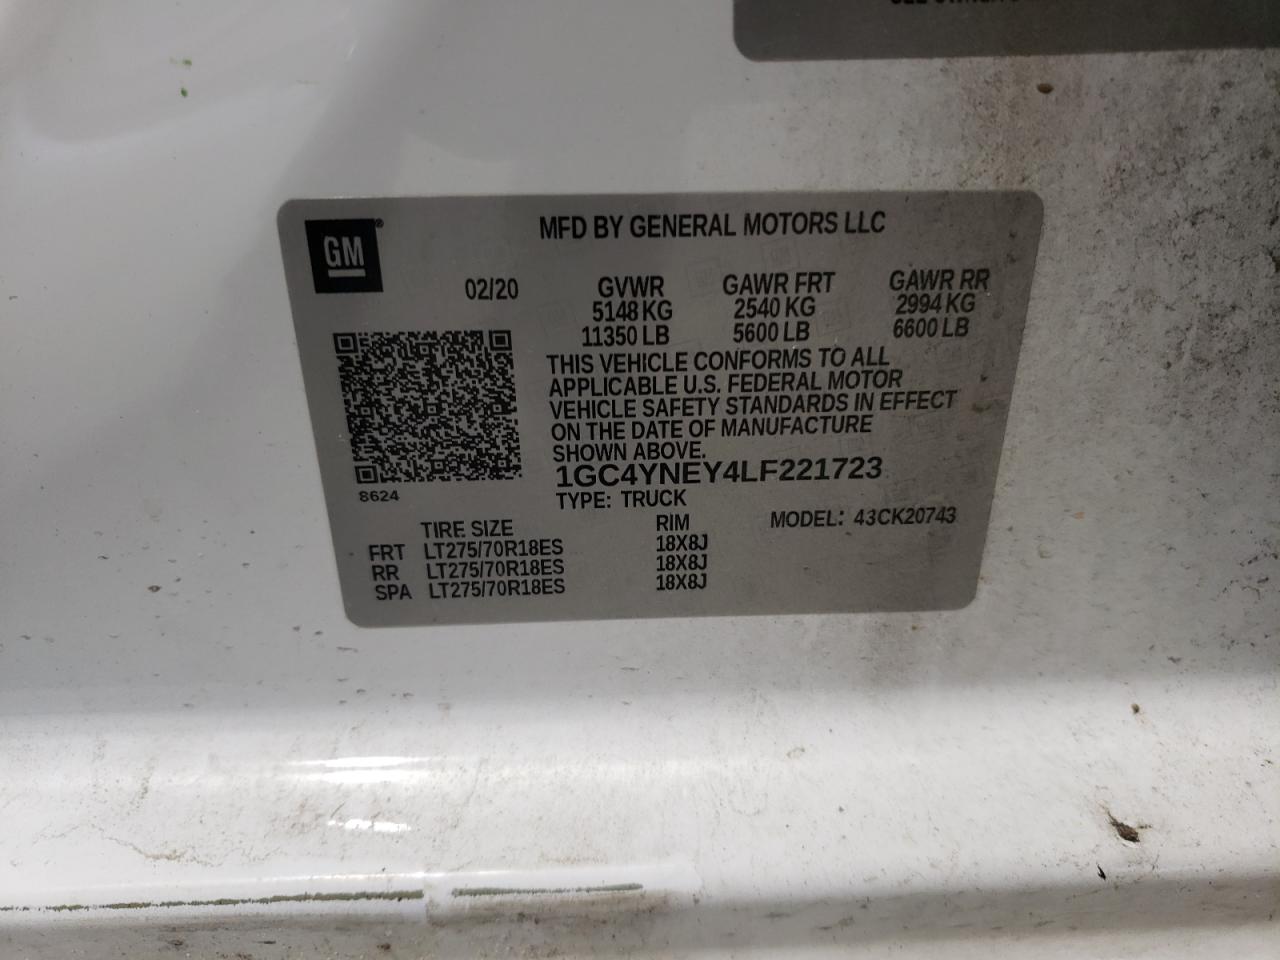 GM®
MFD BY GENERAL MOTORS LLC
02/20 GVWR GAWR FRT GAWR RR
5148 KG 2540 KG 2994 KG
11350 LB 5600 LB 6600 LB
THIS VEHICLE CONFORMS TO ALL
APPLICABLE U.S. FEDERAL MOTOR
VEHICLE SAFETY STANDARDS IN EFFECT
ON THE DATE OF MANUFACTURE
SHOWN ABOVE.
1GC4YNEY4LF221723
8624
TYPE: TRUCK
MODEL: 43CK20743
TIRE SIZE RIM
FRT LT275/70R18ES 18X8J
RR LT275/70R18ES 18X8J
SPA LT275/70R18ES 18X8J